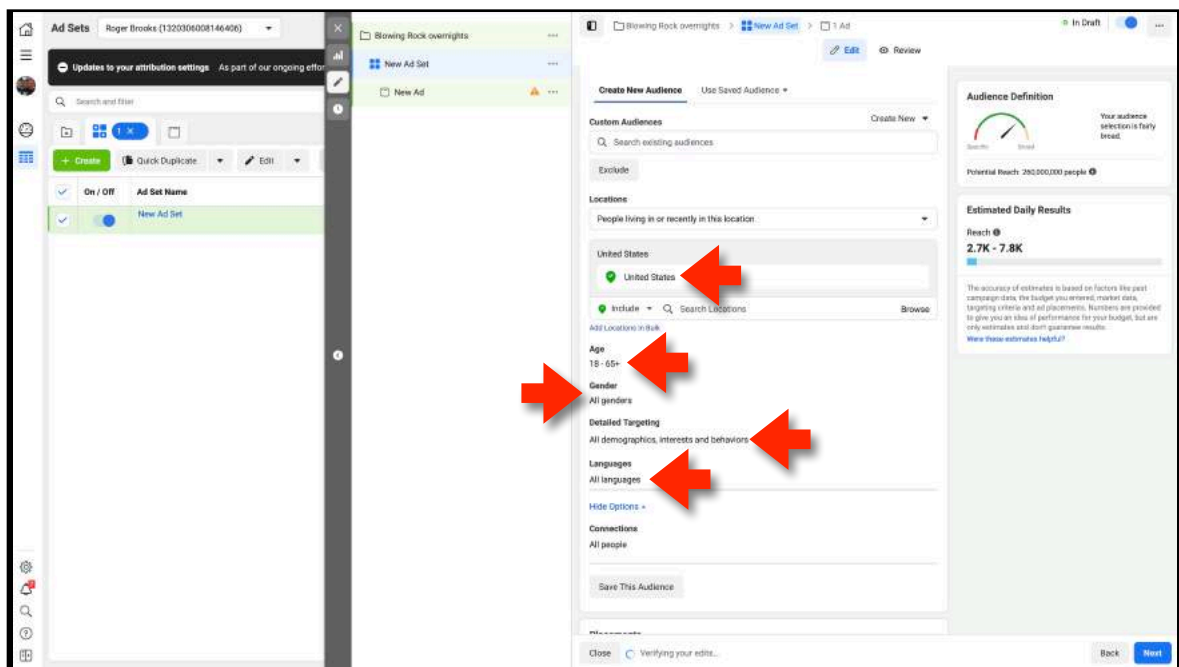 Ad Sets
Roger Brooks (1320306008146406)
Updates to your attribution settings As part of our ongoing effor
Search and filter
1 ×
+ Create
Quick Duplicate
Edit
On / Off
Ad Set Name
New Ad Set
Blowing Rock overnights
New Ad Set
New Ad
Blowing Rock overnights > New Ad Set > 1 Ad
In Draft
Edit
Review
Create New Audience
Use Saved Audience
Custom Audiences
Create New
Search existing audiences
Exclude
Locations
People living in or recently in this location
United States
United States
Include
Search Locations
Browse
Add Locations in Bulk
Age
18 - 65+
Gender
All genders
Detailed Targeting
All demographics, interests and behaviors
Languages
All languages
Hide Options
Connections
All people
Save This Audience
Close
Verifying your edits...
Back
Next
Audience Definition
Your audience
selection is fairly
broad.
Specific
Broad
Potential Reach: 260,000,000 people
Estimated Daily Results
Reach
2.7K - 7.8K
The accuracy of estimates is based on factors like past
campaign data, the budget you entered, market data,
targeting criteria and ad placements. Numbers are provided
to give you an idea of performance for your budget, but are
only estimates and don't guarantee results.
Were these estimates helpful?